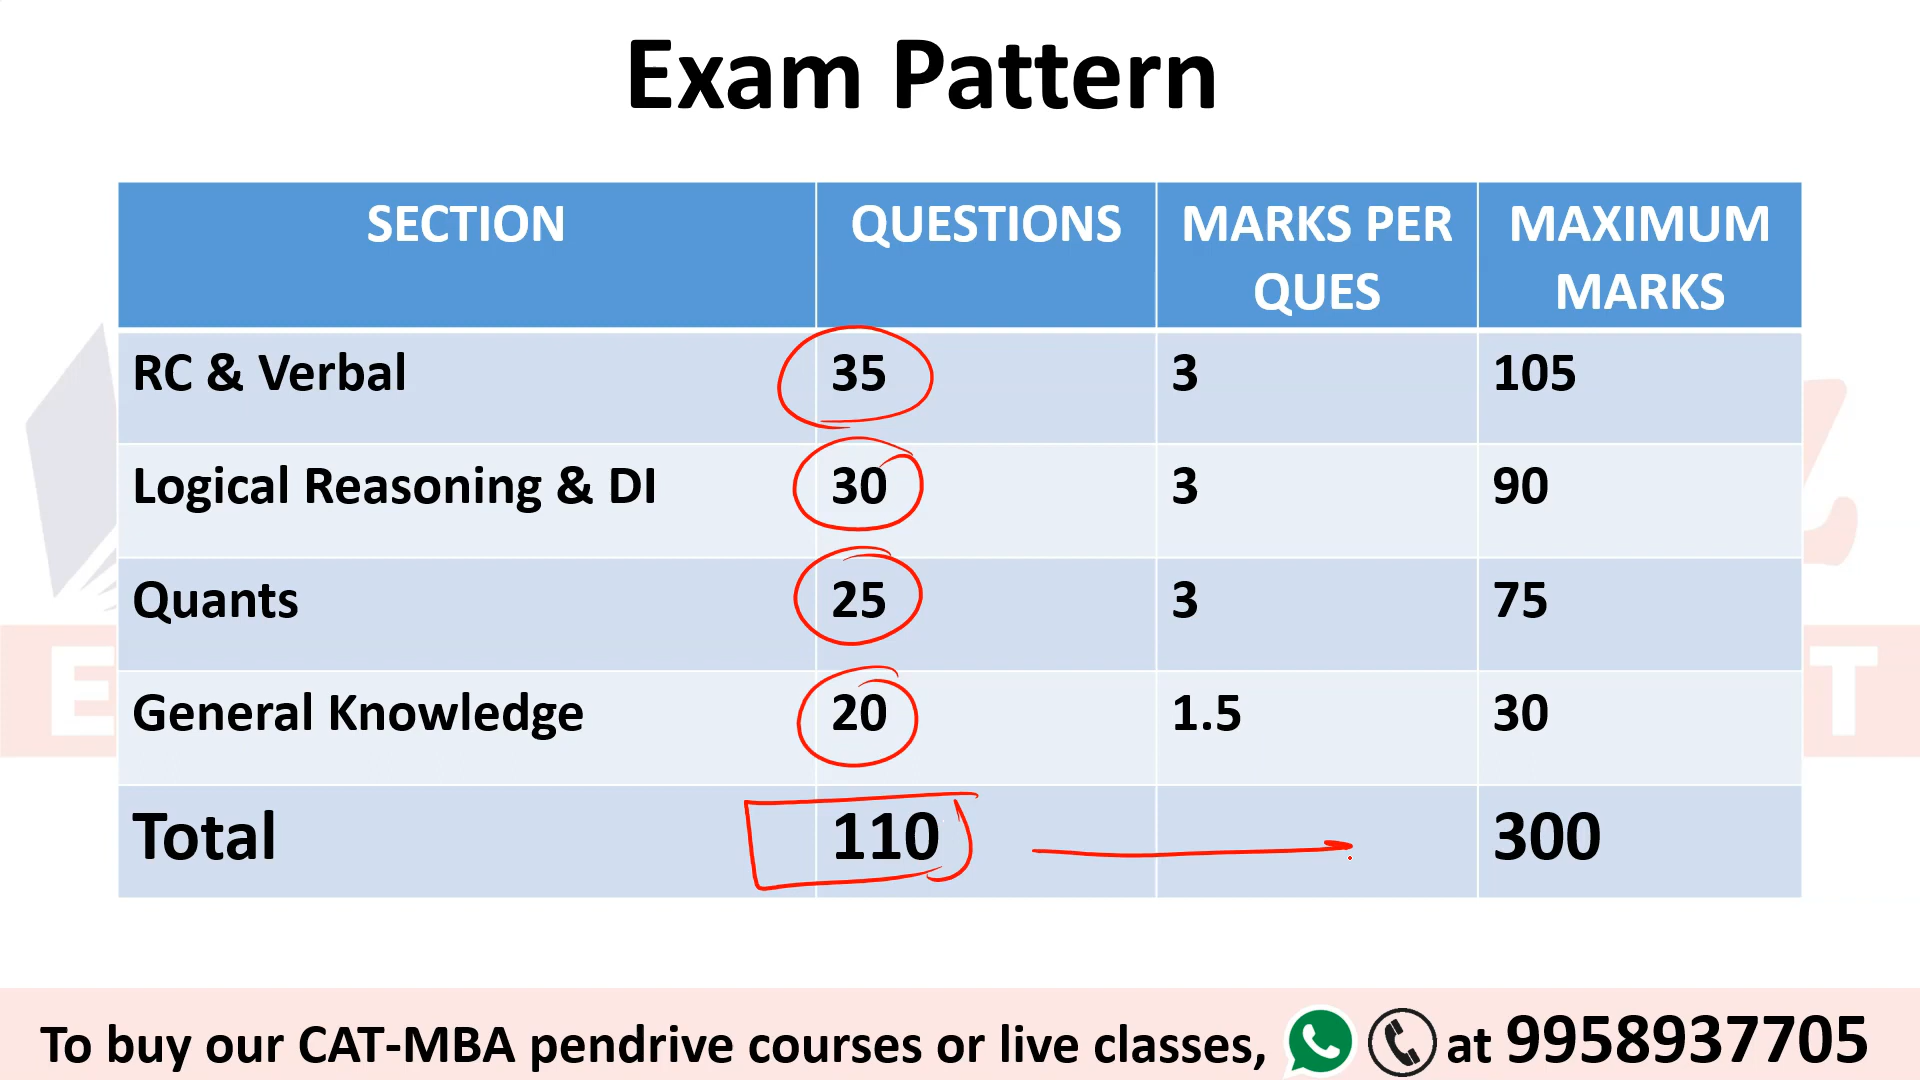 Exam Pattern
SECTION QUESTIONS MARKS PER QUES MAXIMUM MARKS
RC & Verbal 35 3 105
Logical Reasoning & DI 30 3 90
Quants 25 3 75
General Knowledge 20 1.5 30
Total 110 300
E T
To buy our CAT-MBA pendrive courses or live classes, at 9958937705